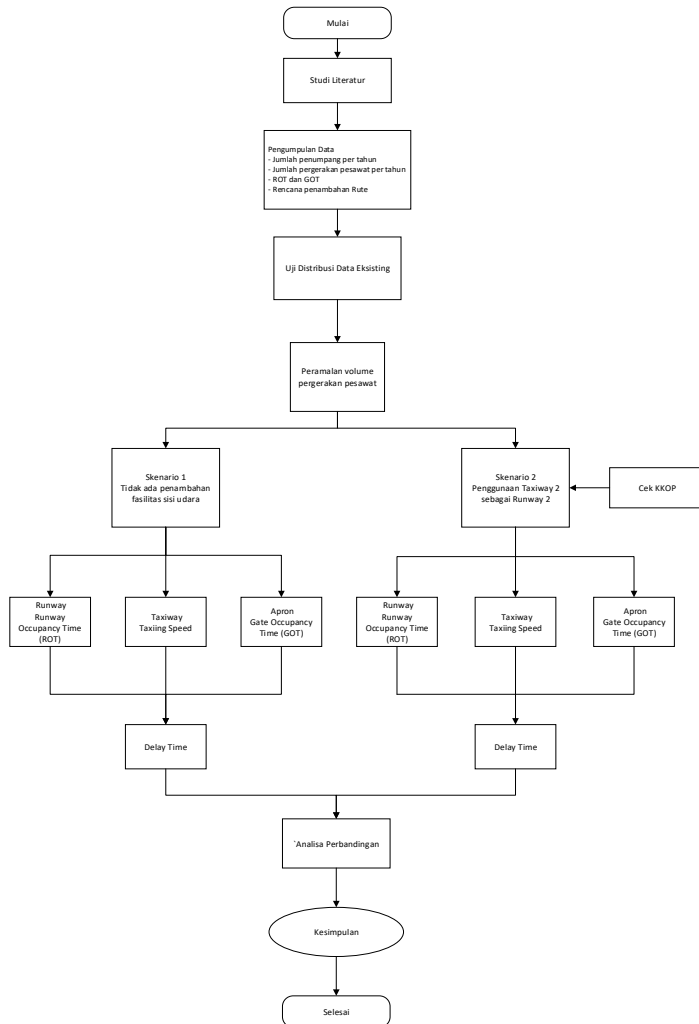 Mulai
Studi Literatur
Pengumpulan Data
- Jumlah penumpang per tahun
- Jumlah pergerakan pesawat per tahun
- ROT dan GOT
- Rencana penambahan Rute
Uji Distribusi Data Eksisting
Peramalan volume
pergerakan pesawat
Skenario 1
Tidak ada penambahan
fasilitas sisi udara
Skenario 2
Penggunaan Taxiway 2
sebagai Runway 2
Cek KKOP
Runway
Runway
Occupancy Time
(ROT)
Taxiway
Taxiing Speed
Apron
Gate Occupancy
Time (GOT)
Runway
Runway
Occupancy Time
(ROT)
Taxiway
Taxiing Speed
Apron
Gate Occupancy
Time (GOT)
Delay Time
Delay Time
`Analisa Perbandingan
Kesimpulan
Selesai